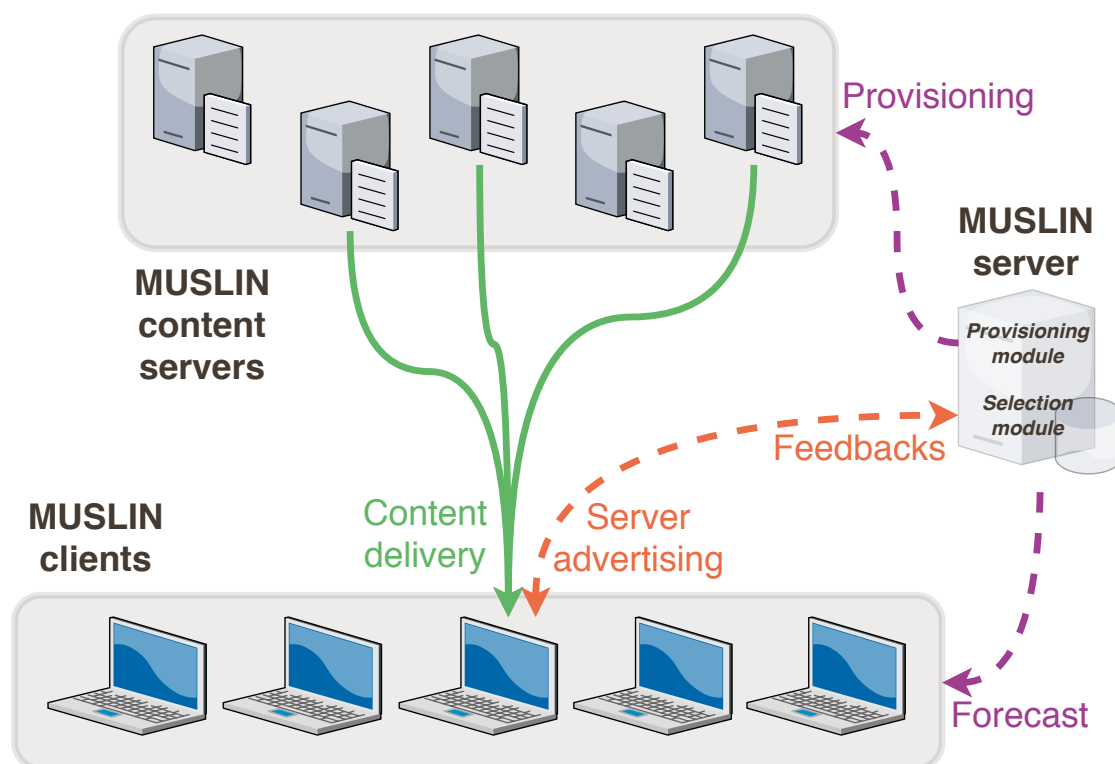 Provisioning
MUSLIN
server
MUSLIN
content
servers
Provisioning
module
Selection
module
Feedbacks
Content
delivery
Server
advertising
MUSLIN
clients
Forecast